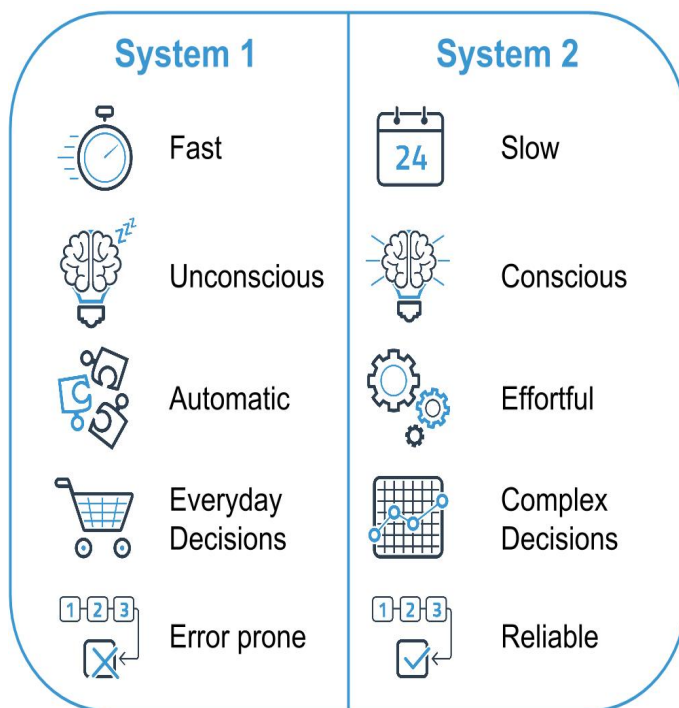 System 1
System 2
Fast
24
Slow
zzz
Unconscious
Conscious
Automatic
Effortful
Everyday
Decisions
Complex
Decisions
1 2 3
Error prone
1 2 3
Reliable